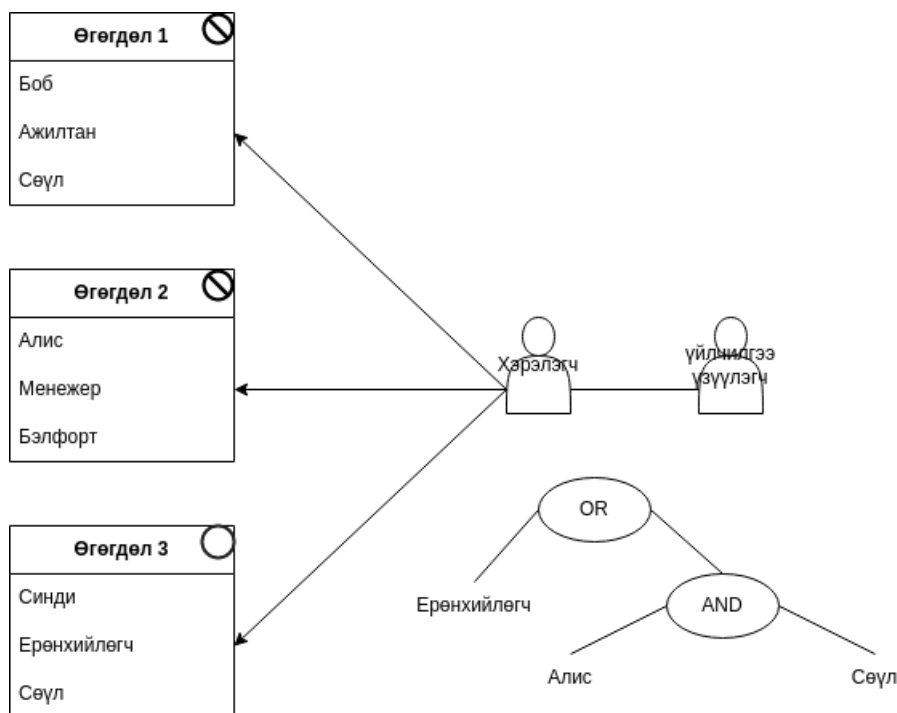 Өгөгдөл 1
Боб
Ажилтан
Сөүл
Өгөгдөл 2
Алис
Менежер
Бэлфорт
Өгөгдөл 3
Синди
Ерөнхийлөгч
Сөүл
Хэрэлэгч
үйлчилгээ
үзүүлэгч
OR
Ерөнхийлөгч
AND
Алис
Сөүл